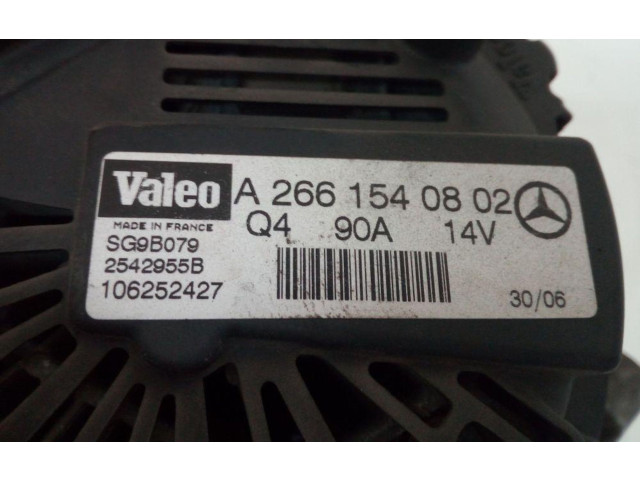 Valeo A 266 154 08 02
MADE IN FRANCE Q4 90A 14V
SG9B079
2542955B
106252427
30/06